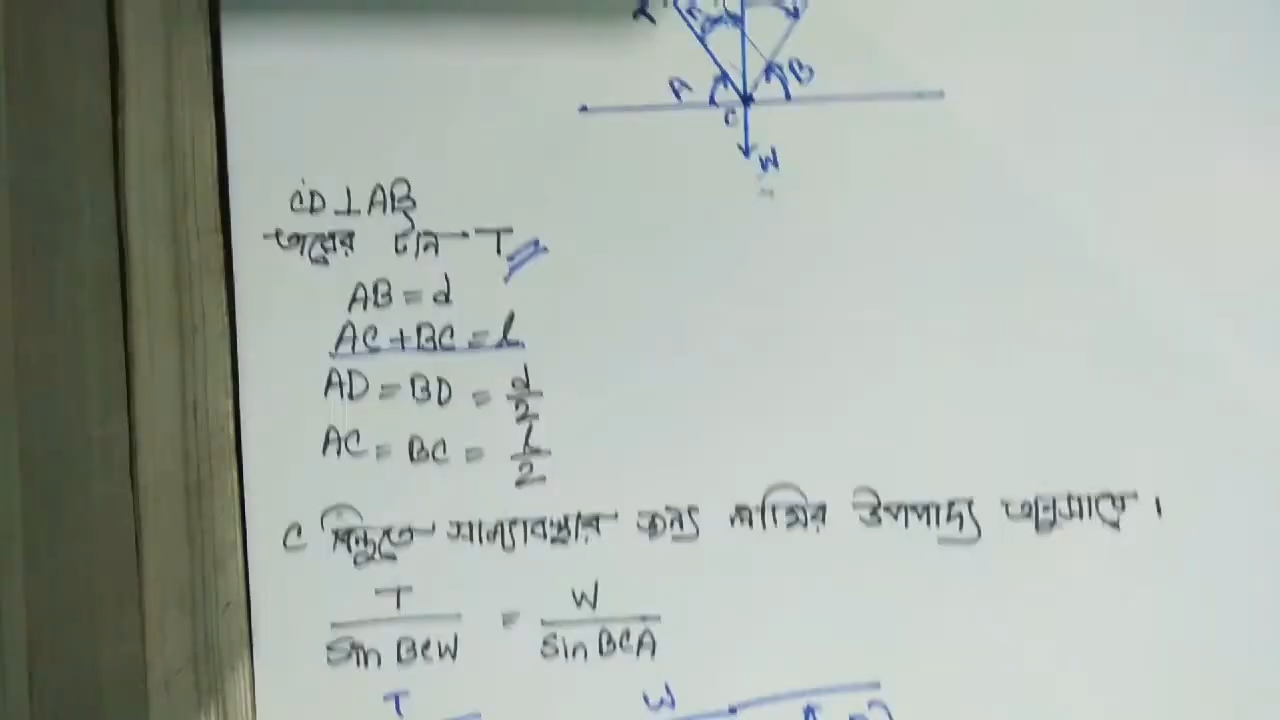 A B
C
W
CD⊥AB
তারের টান → T
AB = d
AC + BC = l
AD = BD = d/2
AC = BC = l/2
C বিন্দুতে সাম্যাবস্থার জন্য লামির উপপাদ্য অনুসারে।
T/sin BCW = W/sin BCA
T W